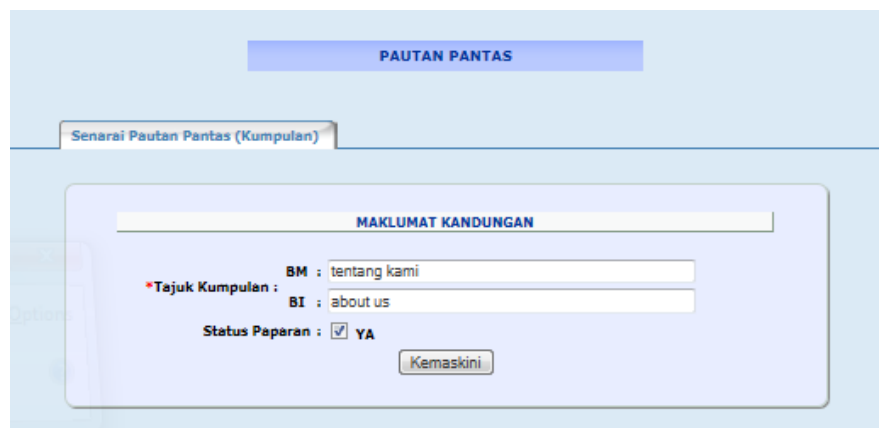 PAUTAN PANTAS
Senarai Pautan Pantas (Kumpulan)
MAKLUMAT KANDUNGAN
BM : tentang kami
*Tajuk Kumpulan :
BI : about us
Status Paparan : YA
Kemaskini
Options